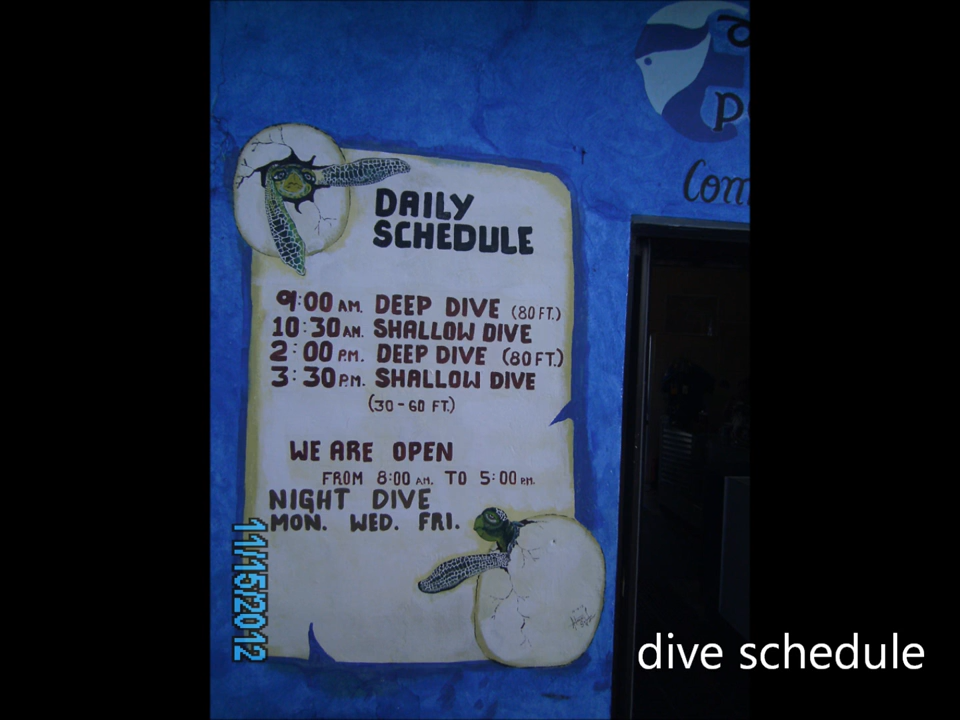 DAILY
SCHEDULE
9:00 AM. DEEP DIVE (80 FT.)
10:30 AM. SHALLOW DIVE
2:00 P.M. DEEP DIVE (80 FT.)
3:30 P.M. SHALLOW DIVE
(30-60 FT.)
WE ARE OPEN
FROM 8:00 AM. TO 5:00 P.M.
NIGHT DIVE
MON. WED. FRI.
11/15/2012
dive schedule